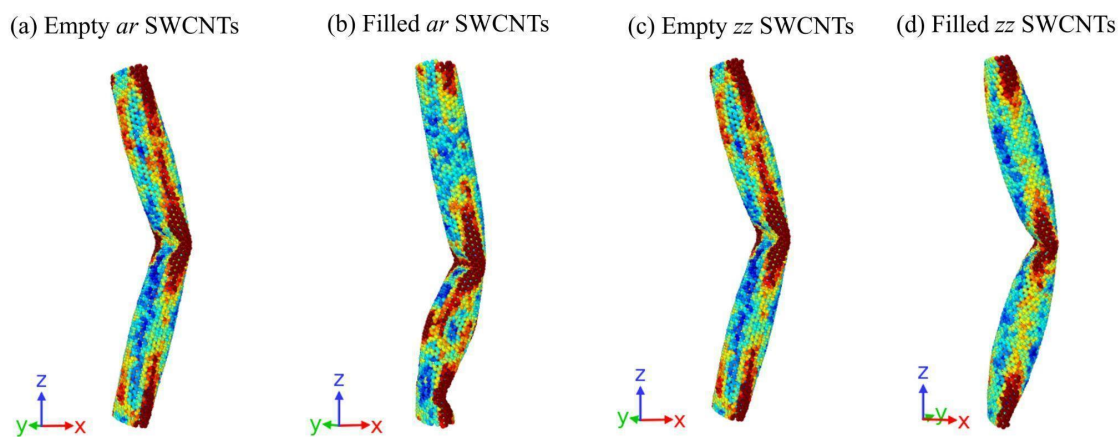 (a) Empty ar SWCNTs
(b) Filled ar SWCNTs
(c) Empty zz SWCNTs
(d) Filled zz SWCNTs
z
y x
z
y x
z
y x
z
y x